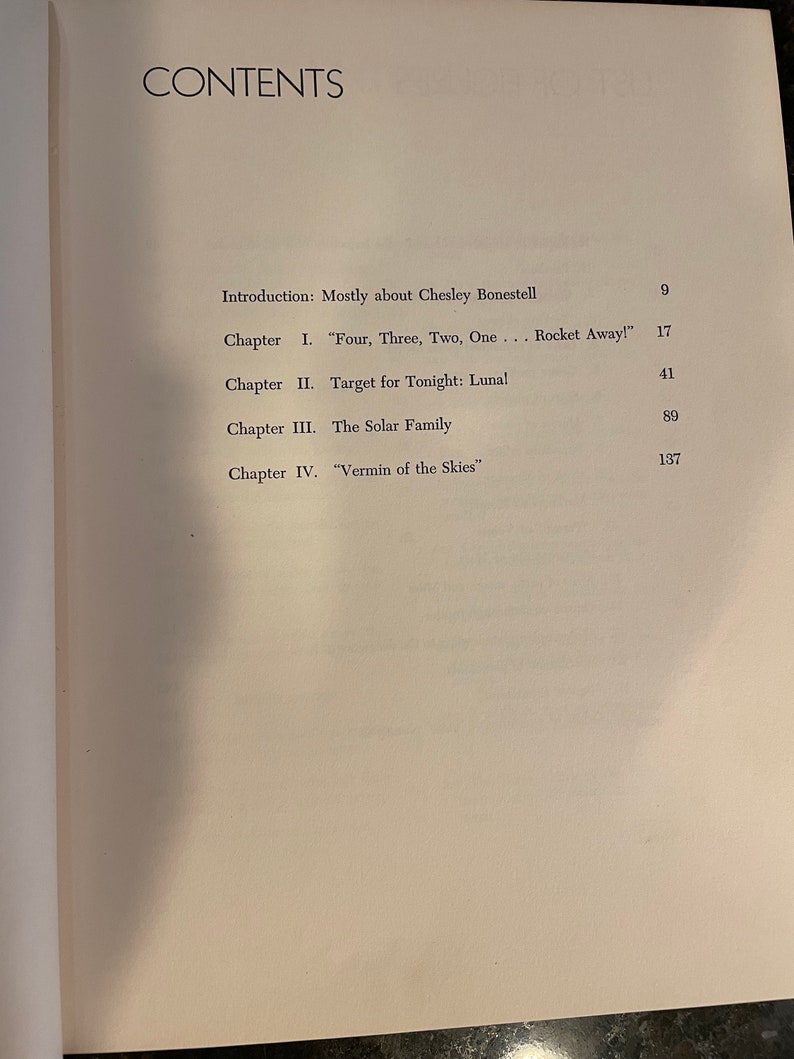 CONTENTS
Introduction: Mostly about Chesley Bonestell 9
Chapter I. “Four, Three, Two, One . . . Rocket Away!” 17
Chapter II. Target for Tonight: Luna! 41
Chapter III. The Solar Family 89
Chapter IV. “Vermin of the Skies” 137